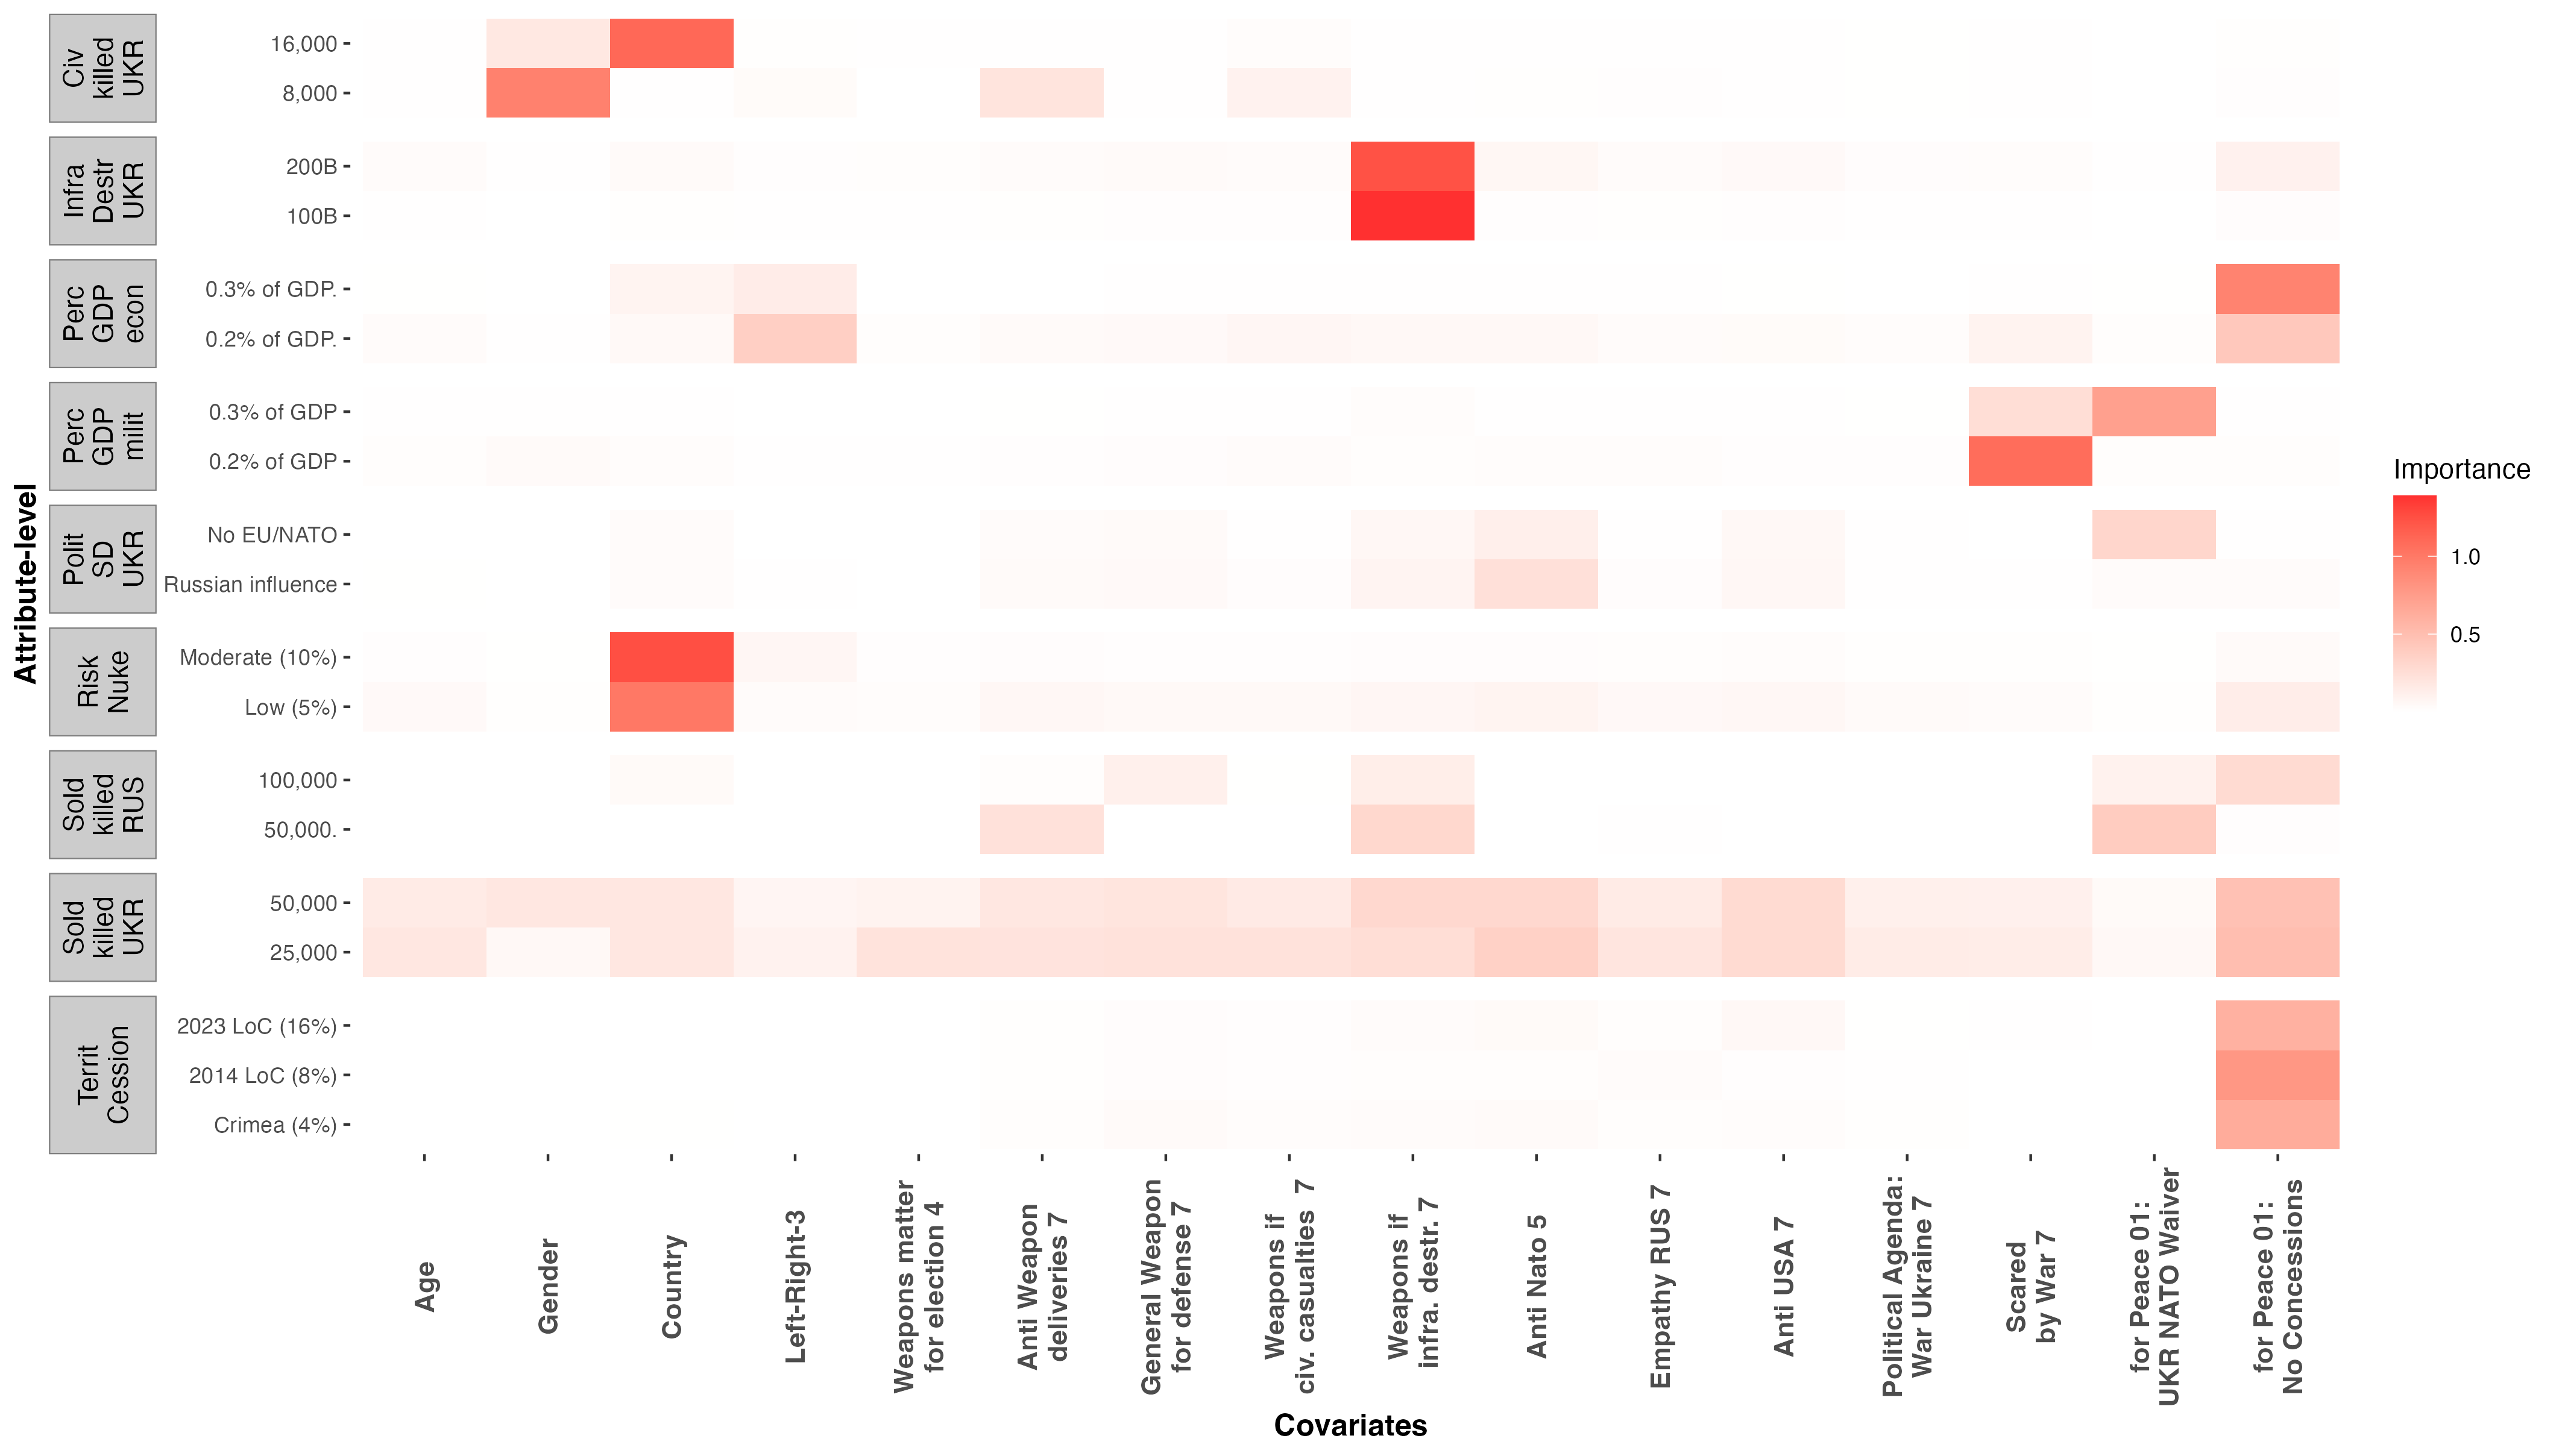 Attribute-level
Civ
killed
UKR
16,000
8,000
Infra
Destr
UKR
200B
100B
Perc
GDP
econ
0.3% of GDP.
0.2% of GDP.
Perc
GDP
milit
0.3% of GDP
0.2% of GDP
Polit
SD
UKR
No EU/NATO
Russian influence
Risk
Nuke
Moderate (10%)
Low (5%)
Sold
killed
RUS
100,000
50,000.
Sold
killed
UKR
50,000
25,000
Territ
Cession
2023 LoC (16%)
2014 LoC (8%)
Crimea (4%)
Age
Gender
Country
Left-Right-3
Weapons matter
for election 4
Anti Weapon
deliveries 7
General Weapon
for defense 7
Weapons if
civ. casualties 7
Weapons if
infra. destr. 7
Anti Nato 5
Empathy RUS 7
Anti USA 7
Political Agenda:
War Ukraine 7
Scared
by War 7
for Peace 01:
UKR NATO Waiver
for Peace 01:
No Concessions
Covariates
Importance
1.0
0.5